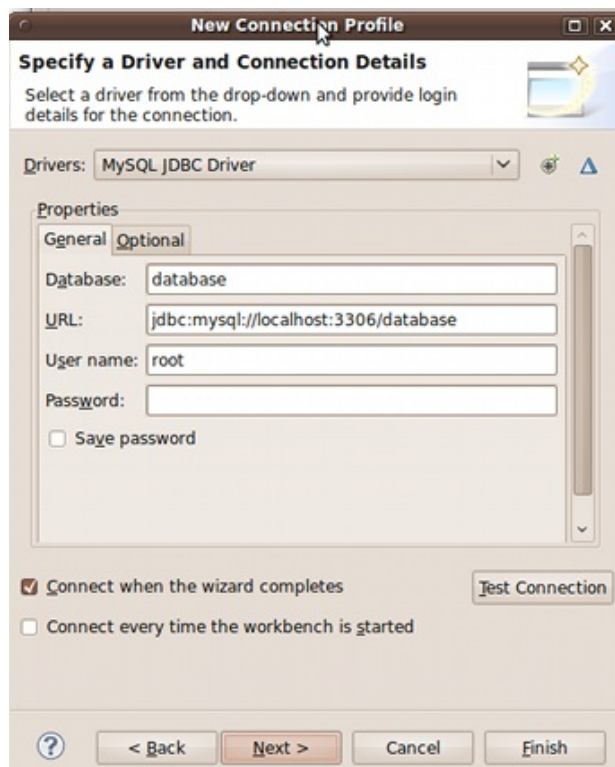 New Connection Profile
Specify a Driver and Connection Details
Select a driver from the drop-down and provide login
details for the connection.
Drivers: MySQL JDBC Driver
Properties
General Optional
Database: database
URL: jdbc:mysql://localhost:3306/database
User name: root
Password:
Save password
Connect when the wizard completes
Test Connection
Connect every time the workbench is started
? < Back Next > Cancel Finish